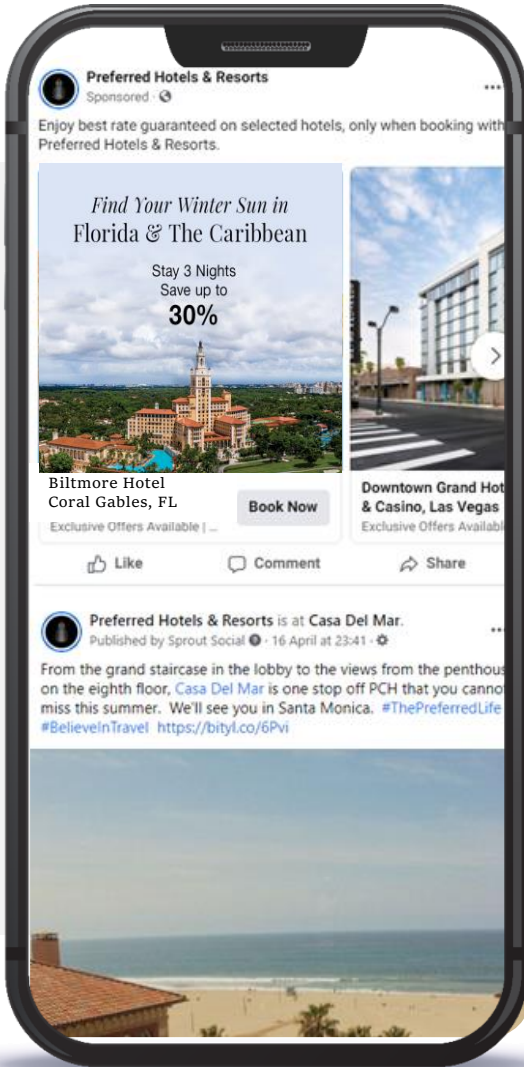 Preferred Hotels & Resorts
Sponsored ·
Enjoy best rate guaranteed on selected hotels, only when booking with
Preferred Hotels & Resorts.
Find Your Winter Sun in
Florida & The Caribbean
Stay 3 Nights
Save up to
30%
Biltmore Hotel
Coral Gables, FL
Exclusive Offers Available | ...
Book Now
Downtown Grand Hot
& Casino, Las Vegas
Exclusive Offers Availabl
Like
Comment
Share
Preferred Hotels & Resorts is at Casa Del Mar.
Published by Sprout Social · 16 April at 23:41 ·
From the grand staircase in the lobby to the views from the penthous
on the eighth floor, Casa Del Mar is one stop off PCH that you canno
miss this summer. We'll see you in Santa Monica. #ThePreferredLife
#BelieveInTravel https://bityl.co/6Pvi